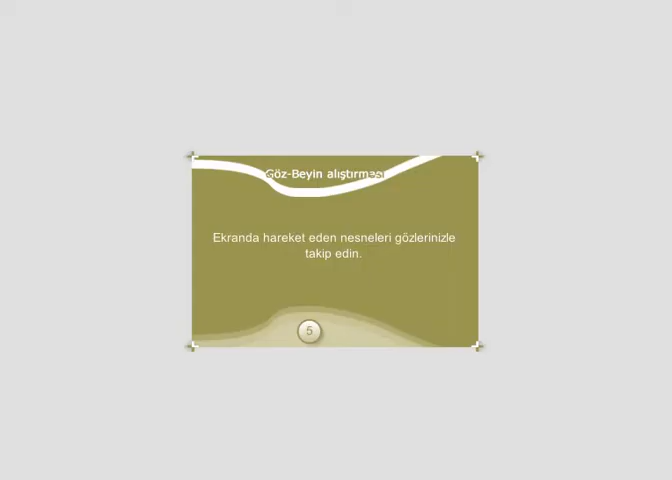 Göz-Beyin alıştırması
Ekranda hareket eden nesneleri gözlerinizle
takip edin.
5